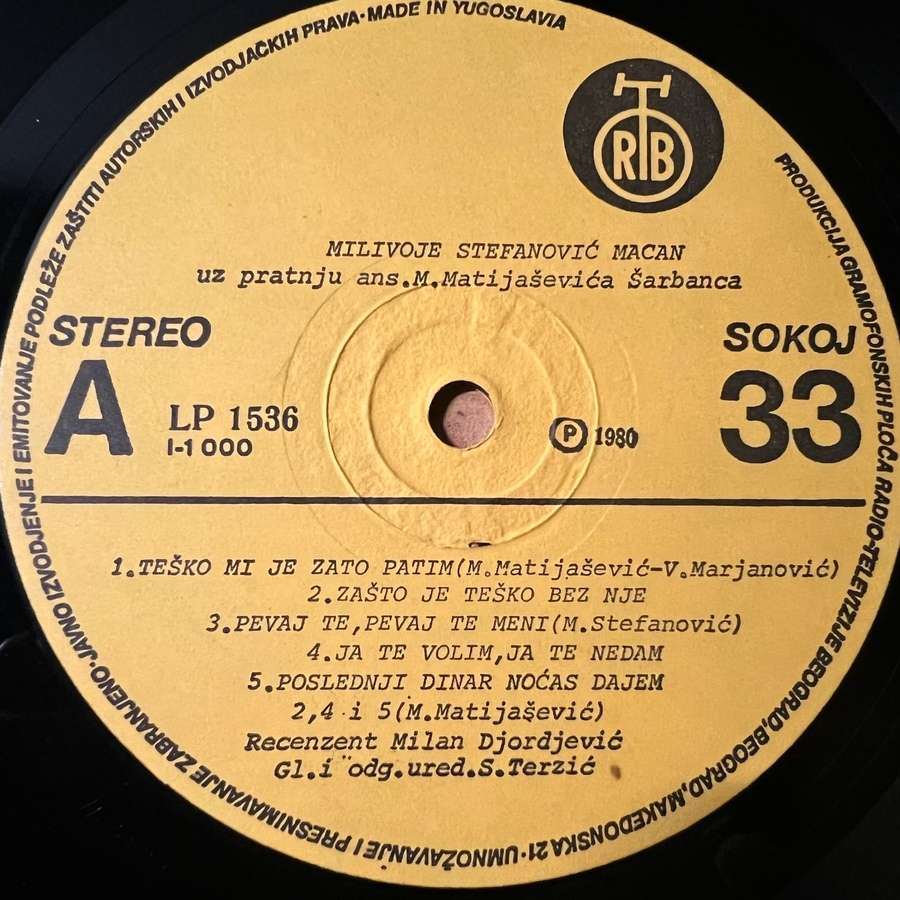 PRODUKCIJA GRAMOFONSKIH PLOČA RADIO-TELEVIZIJE BEOGRAD, BEOGRAD, MAKEDONSKA 21 · UMNOŽAVANJE I PRESNIMAVANJE ZABRANJENO · JAVNO IZVODJENJE I EMITOVANJE PODLEŽE ZAŠTITI AUTORSKIH I IZVODJAČKIH PRAVA · MADE IN YUGOSLAVIA
RTB
MILIVOJE STEFANOVIĆ MACAN
uz pratnju ans.M.Matijaševića Šarbanca
STEREO
SOKOJ
A
LP 1536
I-1 000
℗ 1980
33
1.TEŠKO MI JE ZATO PATIM(M.Matijašević-V.Marjanović)
2.ZAŠTO JE TEŠKO BEZ NJE
3.PEVAJ TE,PEVAJ TE MENI(M.Stefanović)
4.JA TE VOLIM,JA TE NEDAM
5.POSLEDNJI DINAR NOĆAS DAJEM
2,4 i 5(M.Matijašević)
Recenzent Milan Djordjević
Gl.i odg.ured.S.Terzić